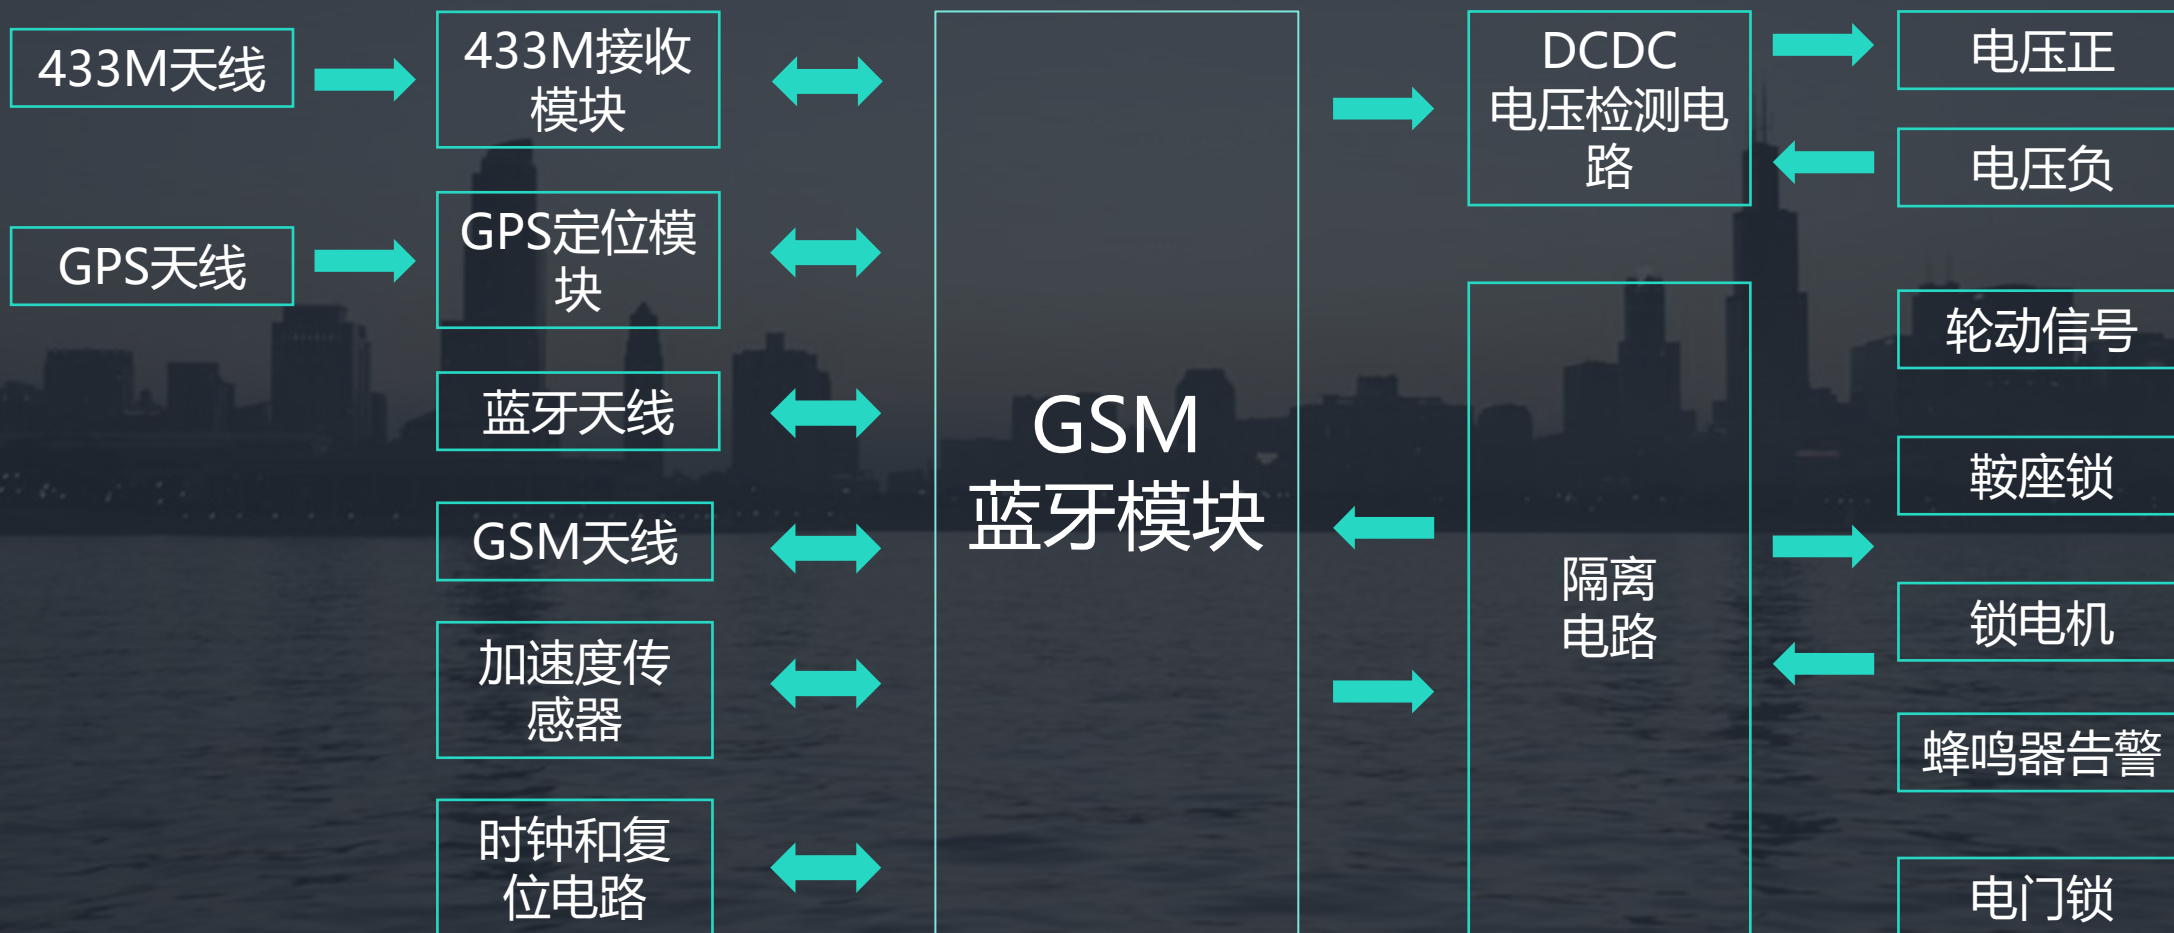 433M天线
433M接收
模块
GPS天线
GPS定位模
块
蓝牙天线
GSM天线
加速度传
感器
时钟和复
位电路
GSM
蓝牙模块
DCDC
电压检测电
路
隔离
电路
电压正
电压负
轮动信号
鞍座锁
锁电机
蜂鸣器告警
电门锁